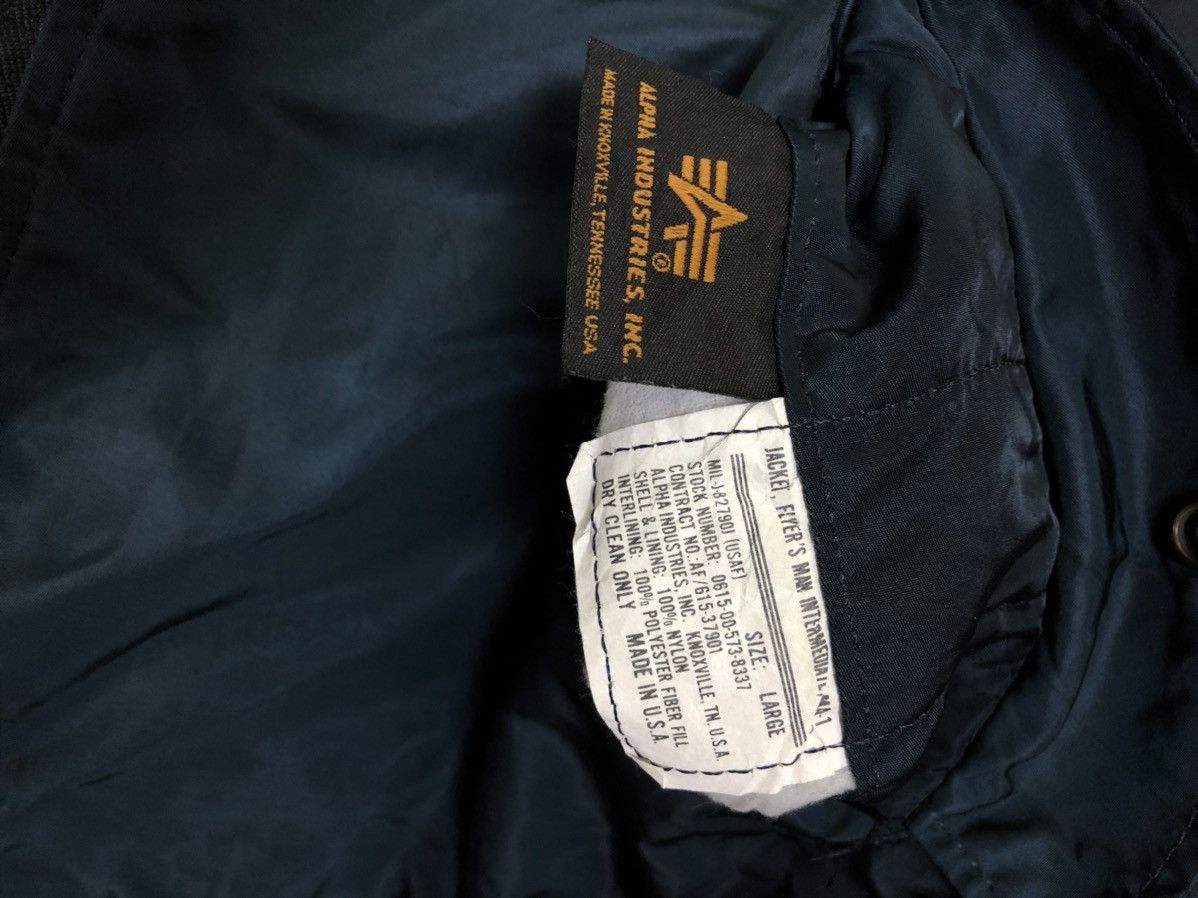 ALPHA INDUSTRIES, INC.
MADE IN KNOXVILLE, TENNESSEE USA
JACKET, FLYER'S MAN INTERMEDIATE MA-1
SIZE: LARGE
MIL-J-8279OJ (USAF)
STOCK NUMBER: 0615-00-573-8337
CONTRACT NO.:AF/615-37901
ALPHA INDUSTRIES, INC. KNOXVILLE, TN. U.S.A.
SHELL & LINING: 100% NYLON
INTERLINING: 100% POLYESTER FIBER FILL
DRY CLEAN ONLY MADE IN U.S.A.